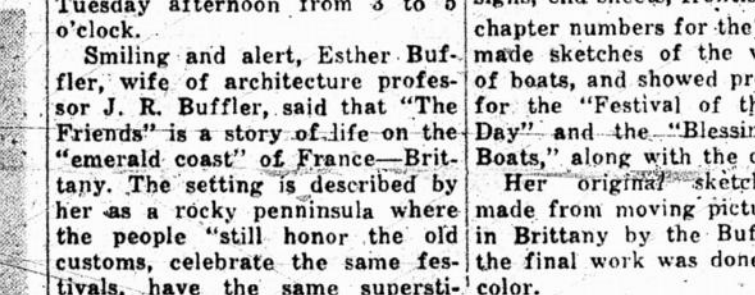 Tuesday afternoon from 3 to 5
o'clock.
Smiling and alert, Esther Buf-
fler, wife of architecture profes-
sor J. R. Buffler, said that "The
Friends" is a story of life on the
"emerald coast" of France—Brit-
tany. The setting is described by
her as a rocky penninsula where
the people "still honor the old
customs, celebrate the same fes-
tivals, have the same supersti-
chapter numbers for the
made sketches of the
of boats, and showed
for the "Festival of
Day" and the "Blessin
Boats," along with the
Her original
made from moving
in Brittany by the Buf
the final work was done
color.